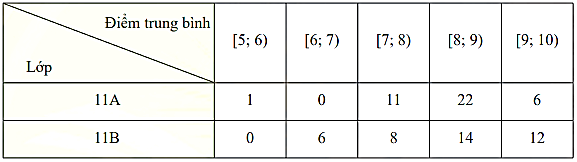 Điểm trung bình
Lớp
[5; 6) [6; 7) [7; 8) [8; 9) [9; 10)
11A 1 0 11 22 6
11B 0 6 8 14 12